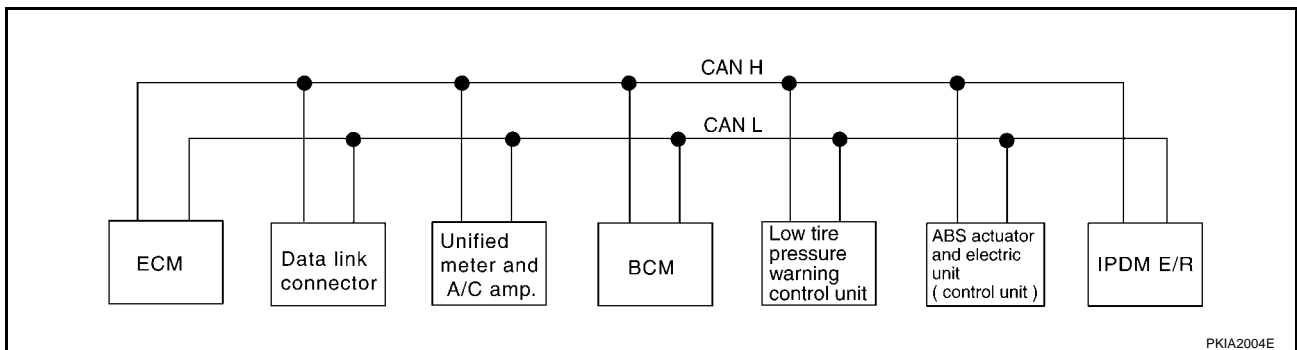 CAN H
CAN L
ECM
Data link
connector
Unified
meter and
A/C amp.
BCM
Low tire
pressure
warning
control unit
ABS actuator
and electric
unit
( control unit )
IPDM E/R
PKIA2004E